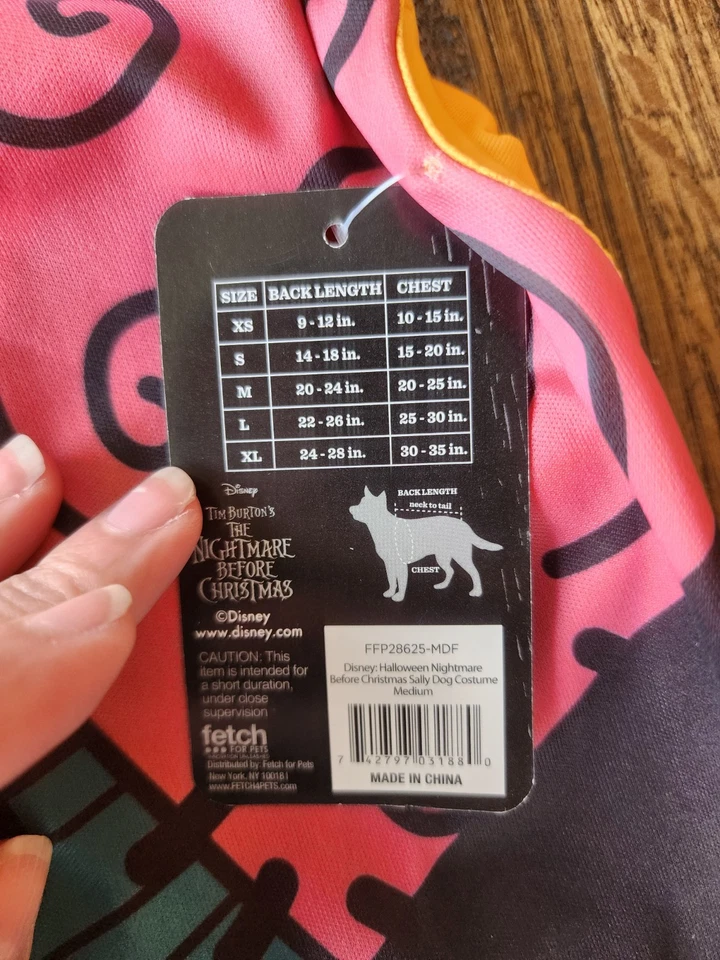 SIZE BACK LENGTH CHEST
XS 9-12 in. 10-15 in.
S 14-18 in. 15-20 in.
M 20-24 in. 20-25 in.
L 22-26 in. 25-30 in.
XL 24-28 in. 30-35 in.
Disney
TIM BURTON'S
THE
NIGHTMARE
BEFORE
CHRISTMAS
©Disney
www.disney.com
CAUTION: This
item is intended for
a short duration,
under close
supervision
fetch
FOR PETS
Distributed by: Fetch for Pets
New York, NY 10018
www.FETCH4PETS.com
BACK LENGTH
neck to tail
CHEST
FFP28625-MDF
Disney: Halloween Nightmare
Before Christmas Sally Dog Costume
Medium
7 42797 03188 0
MADE IN CHINA